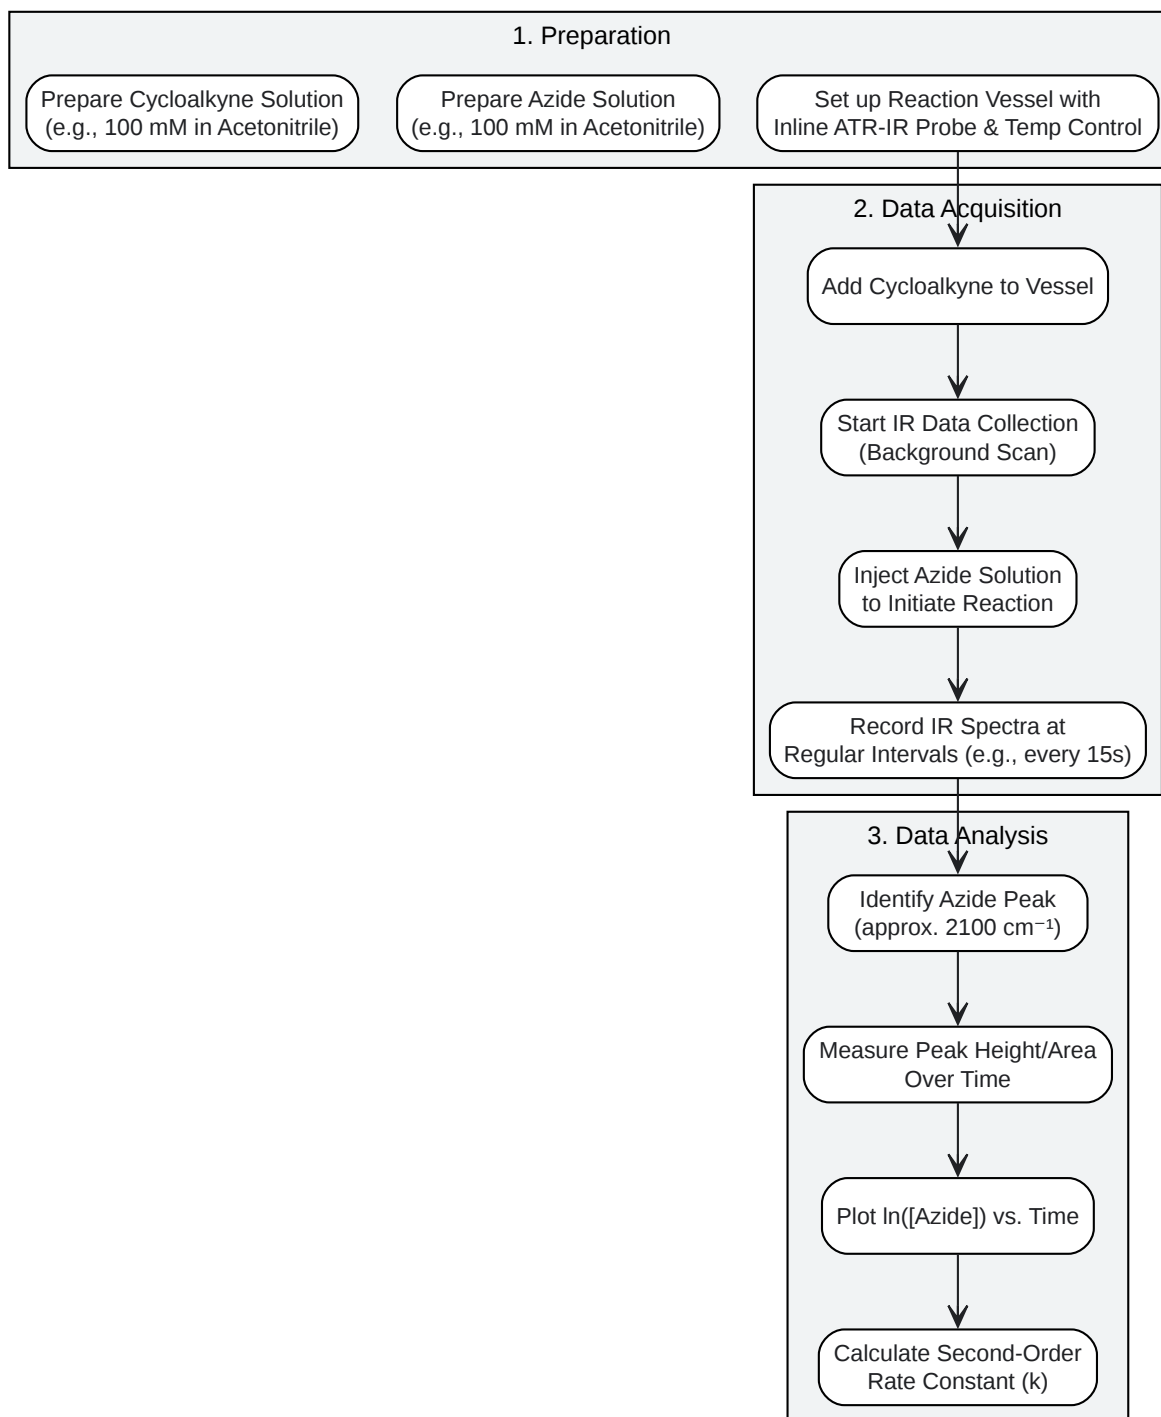 1. Preparation
Prepare Cycloalkyne Solution
(e.g., 100 mM in Acetonitrile)
Prepare Azide Solution
(e.g., 100 mM in Acetonitrile)
Set up Reaction Vessel with
Inline ATR-IR Probe & Temp Control
2. Data Acquisition
Add Cycloalkyne to Vessel
Start IR Data Collection
(Background Scan)
Inject Azide Solution
to Initiate Reaction
Record IR Spectra at
Regular Intervals (e.g., every 15s)
3. Data Analysis
Identify Azide Peak
(approx. 2100 cm⁻¹)
Measure Peak Height/Area
Over Time
Plot ln([Azide]) vs. Time
Calculate Second-Order
Rate Constant (k)